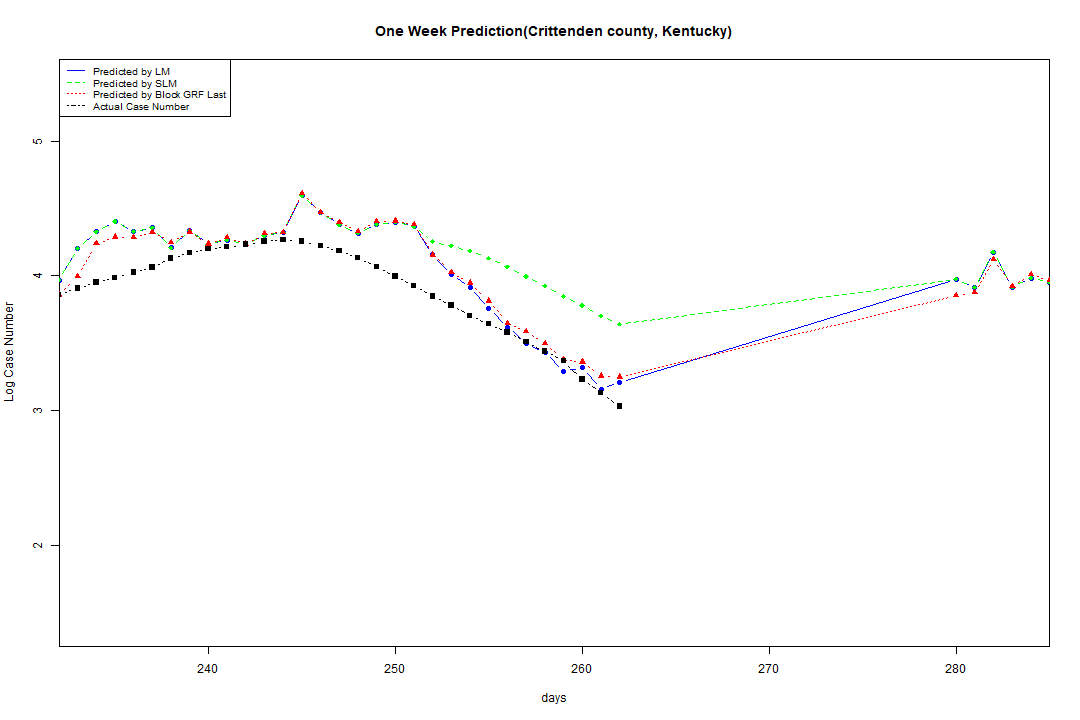 One Week Prediction(Crittenden county, Kentucky)
Predicted by LM
Predicted by SLM
Predicted by Block GRF Last
Actual Case Number
5
4
3
2
Log Case Number
240 250 260 270 280
days